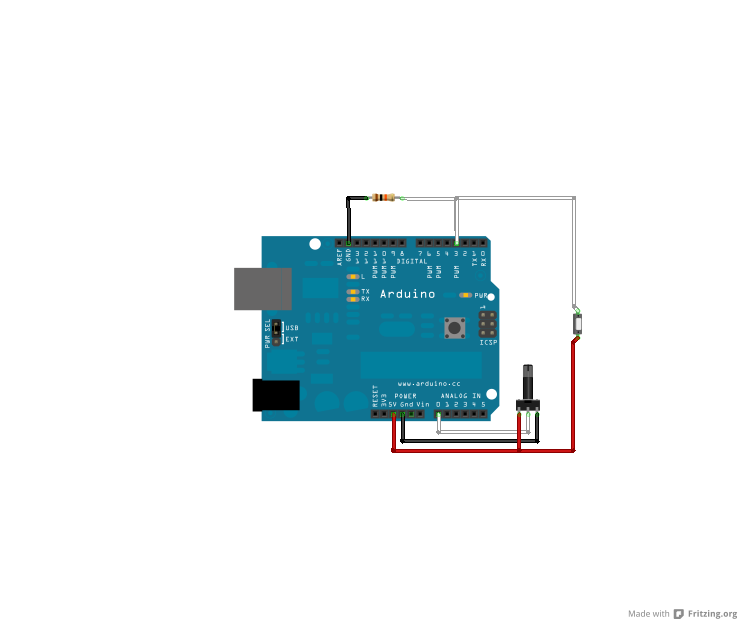 AREF
GND
13
12
PWM 11
PWM 10
PWM 9
8
7
PWM 6
PWM 5
4
PWM 3
2
TX 1
RX 0
DIGITAL
L
TX
RX
Arduino
PWR
1
PWR SEL
USB
EXT
ICSP
www.arduino.cc
RESET
3V3
POWER
ANALOG IN
5V Gnd Vin
0 1 2 3 4 5
Made with Fritzing.org